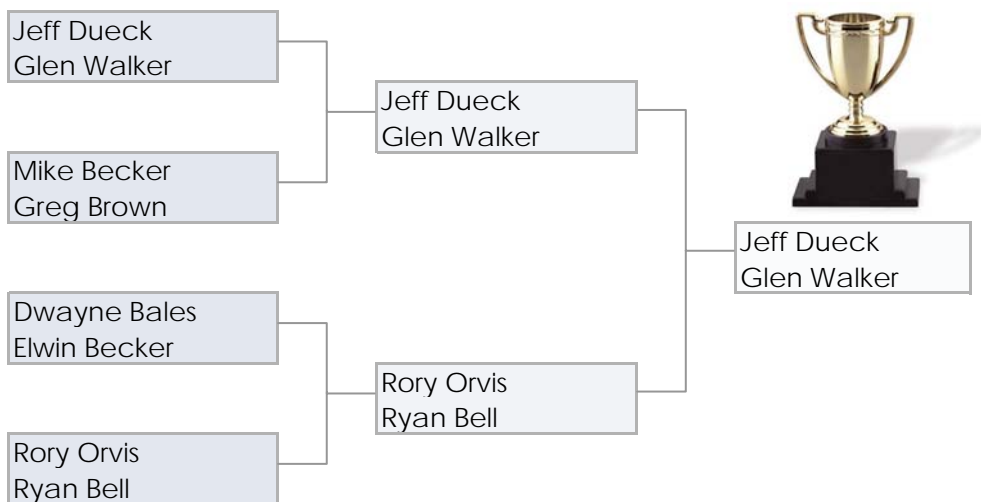 Jeff Dueck
Glen Walker
Mike Becker
Greg Brown
Dwayne Bales
Elwin Becker
Rory Orvis
Ryan Bell
Jeff Dueck
Glen Walker
Rory Orvis
Ryan Bell
Jeff Dueck
Glen Walker